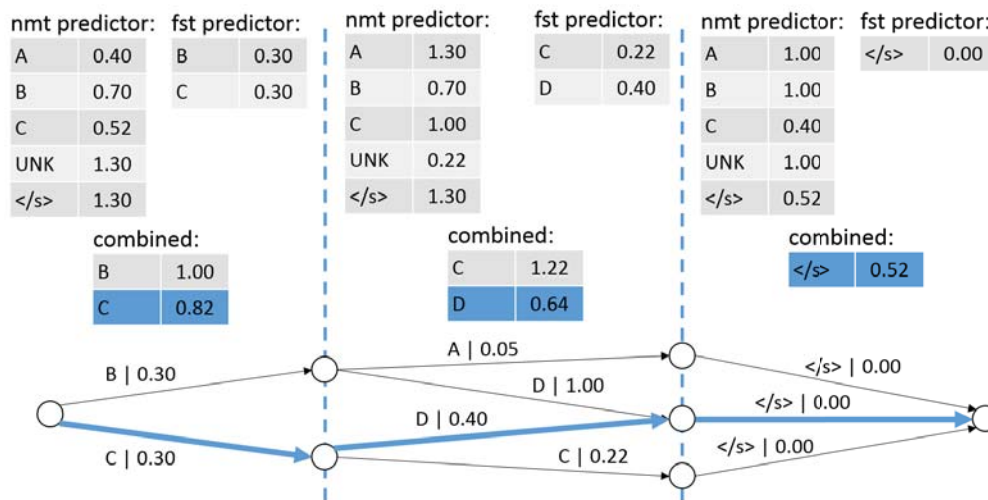 nmt predictor: fst predictor:
A 0.40
B 0.70
C 0.52
UNK 1.30
</s> 1.30
B 0.30
C 0.30
combined:
B 1.00
C 0.82
nmt predictor: fst predictor:
A 1.30
B 0.70
C 1.00
UNK 0.22
</s> 1.30
C 0.22
D 0.40
combined:
C 1.22
D 0.64
nmt predictor: fst predictor:
A 1.00
B 1.00
C 0.40
UNK 1.00
</s> 0.52
</s> 0.00
combined:
</s> 0.52
B | 0.30
A | 0.05
</s> | 0.00
D | 1.00
D | 0.40
</s> | 0.00
C | 0.30
C | 0.22
</s> | 0.00